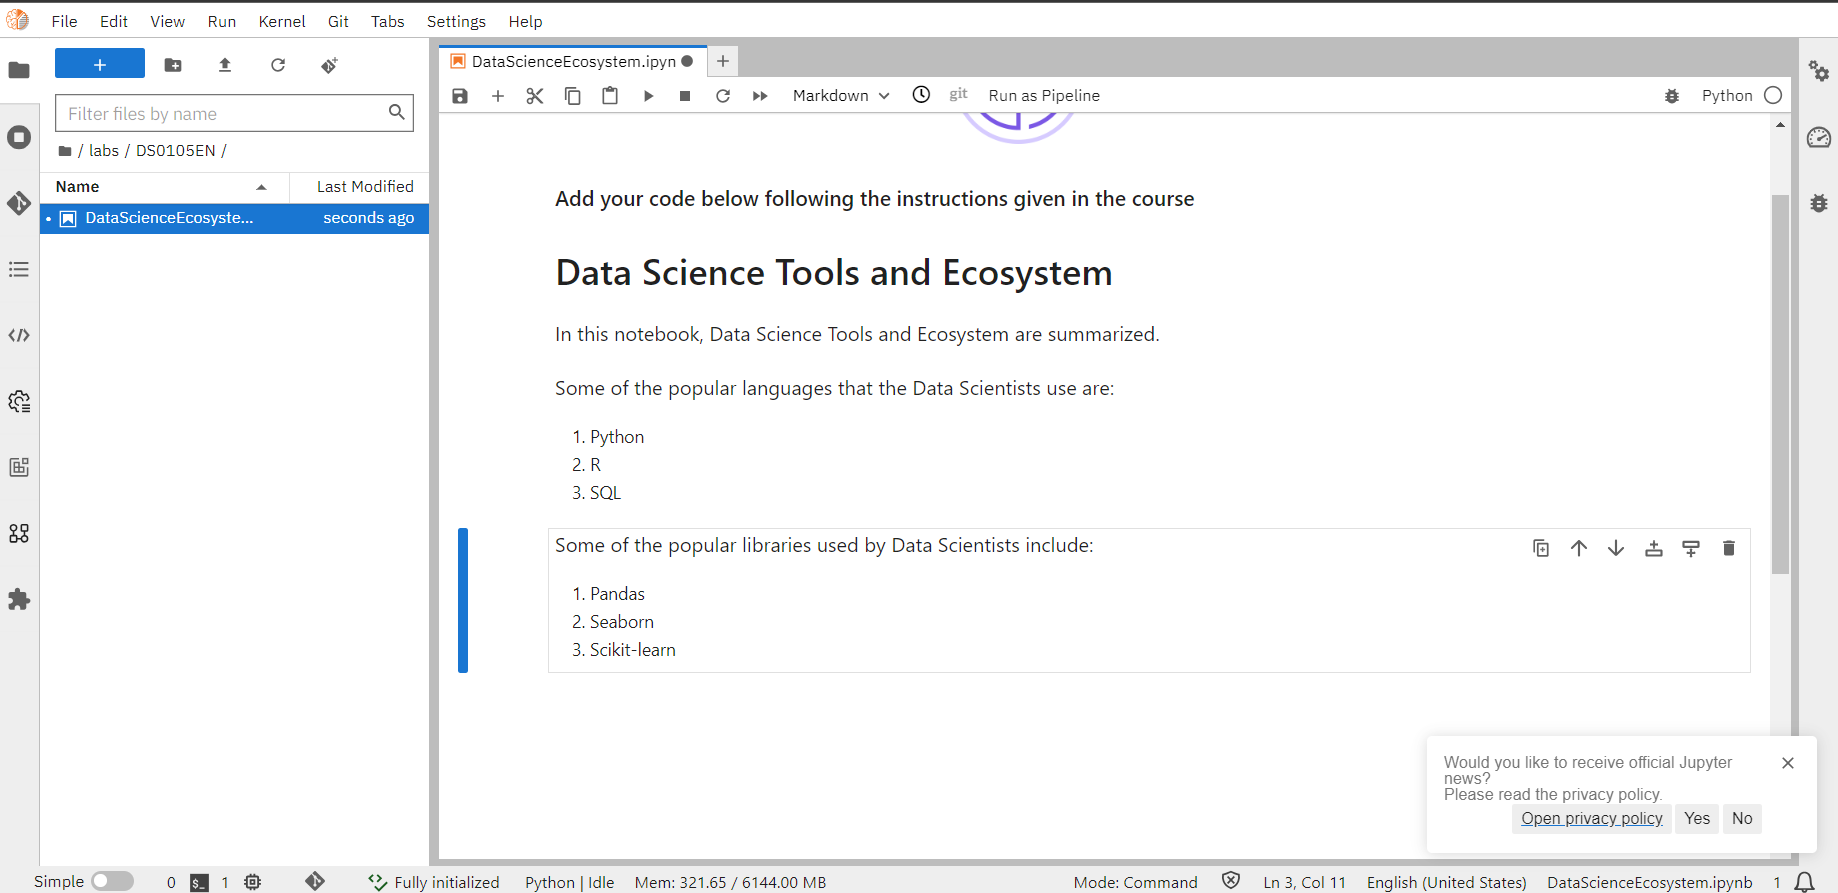 File Edit View Run Kernel Git Tabs Settings Help
+
Filter files by name
/ labs / DS0105EN /
Name Last Modified
DataScienceEcosyste... seconds ago
DataScienceEcosystem.ipyn
Markdown git Run as Pipeline Python
Add your code below following the instructions given in the course
Data Science Tools and Ecosystem
In this notebook, Data Science Tools and Ecosystem are summarized.
Some of the popular languages that the Data Scientists use are:
1. Python
2. R
3. SQL
Some of the popular libraries used by Data Scientists include:
1. Pandas
2. Seaborn
3. Scikit-learn
Would you like to receive official Jupyter
news?
Please read the privacy policy.
Open privacy policy Yes No
Simple 0 $_ 1 Fully initialized Python | Idle Mem: 321.65 / 6144.00 MB Mode: Command Ln 3, Col 11 English (United States) DataScienceEcosystem.ipynb 1